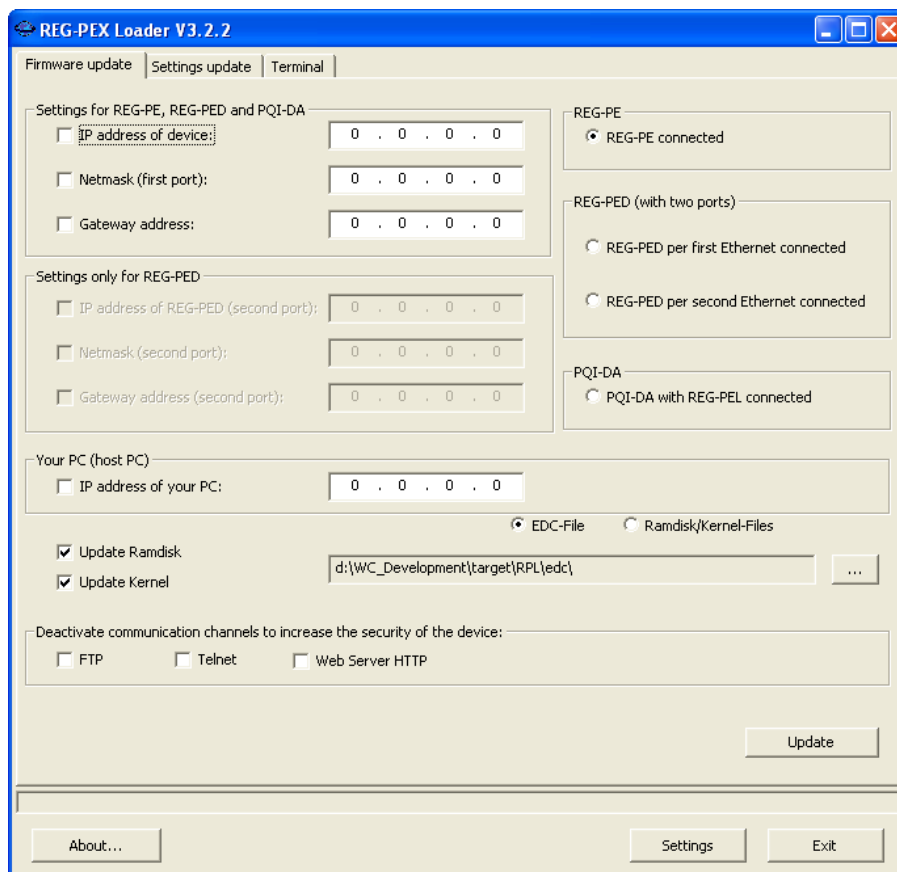 REG-PEX Loader V3.2.2
Firmware update Settings update Terminal
Settings for REG-PE, REG-PED and PQI-DA
IP address of device: 0 . 0 . 0 . 0
Netmask (first port): 0 . 0 . 0 . 0
Gateway address: 0 . 0 . 0 . 0
REG-PE
REG-PE connected
REG-PED (with two ports)
REG-PED per first Ethernet connected
REG-PED per second Ethernet connected
Settings only for REG-PED
IP address of REG-PED (second port): 0 . 0 . 0 . 0
Netmask (second port): 0 . 0 . 0 . 0
Gateway address (second port): 0 . 0 . 0 . 0
PQI-DA
PQI-DA with REG-PEL connected
Your PC (host PC)
IP address of your PC: 0 . 0 . 0 . 0
EDC-File Ramdisk/Kernel-Files
Update Ramdisk
Update Kernel
d:\WC_Development\target\RPL\edc\ ...
Deactivate communication channels to increase the security of the device:
FTP Telnet Web Server HTTP
Update
About... Settings Exit